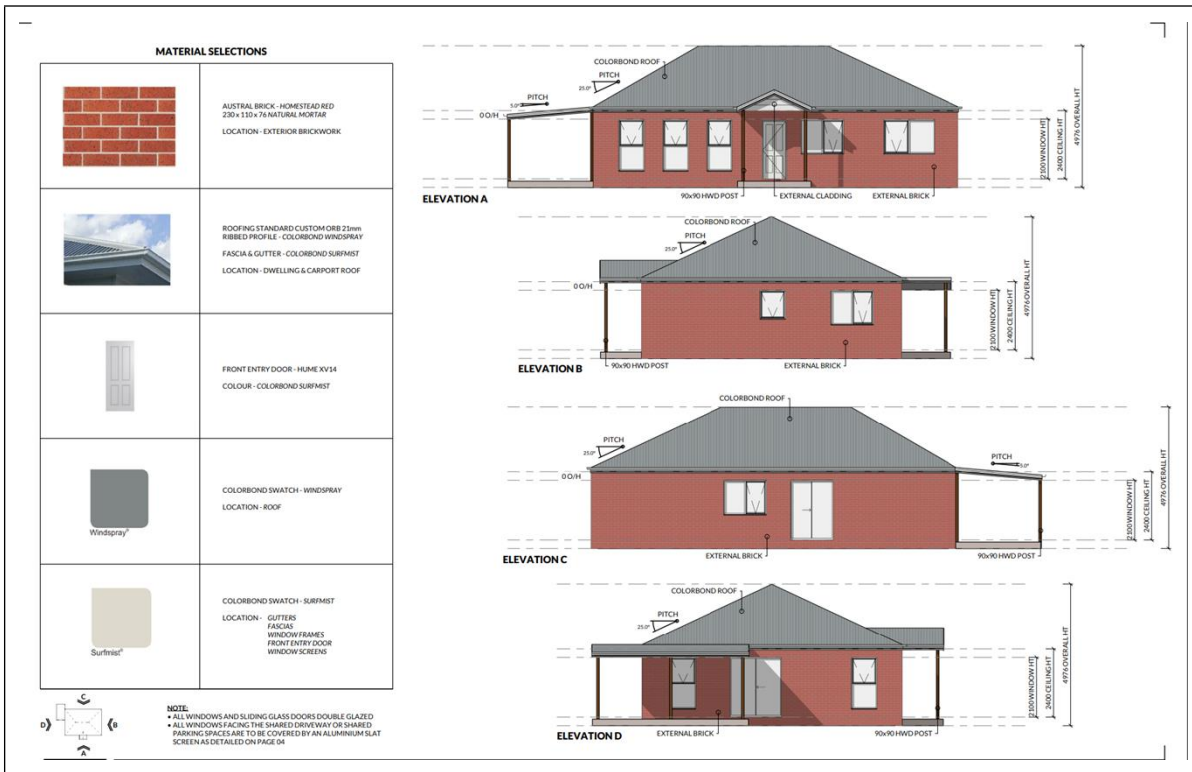 MATERIAL SELECTIONS
AUSTRAL BRICK - HOMESTEAD RED
230 x 110 x 76 NATURAL MORTAR
LOCATION - EXTERIOR BRICKWORK
ROOFING STANDARD CUSTOM ORB 21mm
RIBBED PROFILE - COLORBOND WINDSPRAY
FASCIA & GUTTER - COLORBOND SURFMIST
LOCATION - DWELLING & CARPORT ROOF
FRONT ENTRY DOOR - HUME XV14
COLOUR - COLORBOND SURFMIST
Windspray®
COLORBOND SWATCH - WINDSPRAY
LOCATION - ROOF
Surfmist®
COLORBOND SWATCH - SURFMIST
LOCATION - GUTTERS
FASCIAS
WINDOW FRAMES
FRONT ENTRY DOOR
WINDOW SCREENS
C
D
B
A
NOTE:
• ALL WINDOWS AND SLIDING GLASS DOORS DOUBLE GLAZED
• ALL WINDOWS FACING THE SHARED DRIVEWAY OR SHARED
PARKING SPACES ARE TO BE COVERED BY AN ALUMINIUM SLAT
SCREEN AS DETAILED ON PAGE 04
COLORBOND ROOF
PITCH
25.0°
PITCH
5.0°
0 O/H
2100 WINDOW HT
2400 CEILING HT
4976 OVERALL HT
90x90 HWD POST
EXTERNAL CLADDING
EXTERNAL BRICK
ELEVATION A
COLORBOND ROOF
PITCH
25.0°
0 O/H
2100 WINDOW HT
2400 CEILING HT
4976 OVERALL HT
90x90 HWD POST
EXTERNAL BRICK
ELEVATION B
COLORBOND ROOF
PITCH
25.0°
PITCH
5.0°
0 O/H
2100 WINDOW HT
2400 CEILING HT
4976 OVERALL HT
EXTERNAL BRICK
90x90 HWD POST
ELEVATION C
COLORBOND ROOF
PITCH
25.0°
2100 WINDOW HT
2400 CEILING HT
4976 OVERALL HT
EXTERNAL BRICK
90x90 HWD POST
ELEVATION D